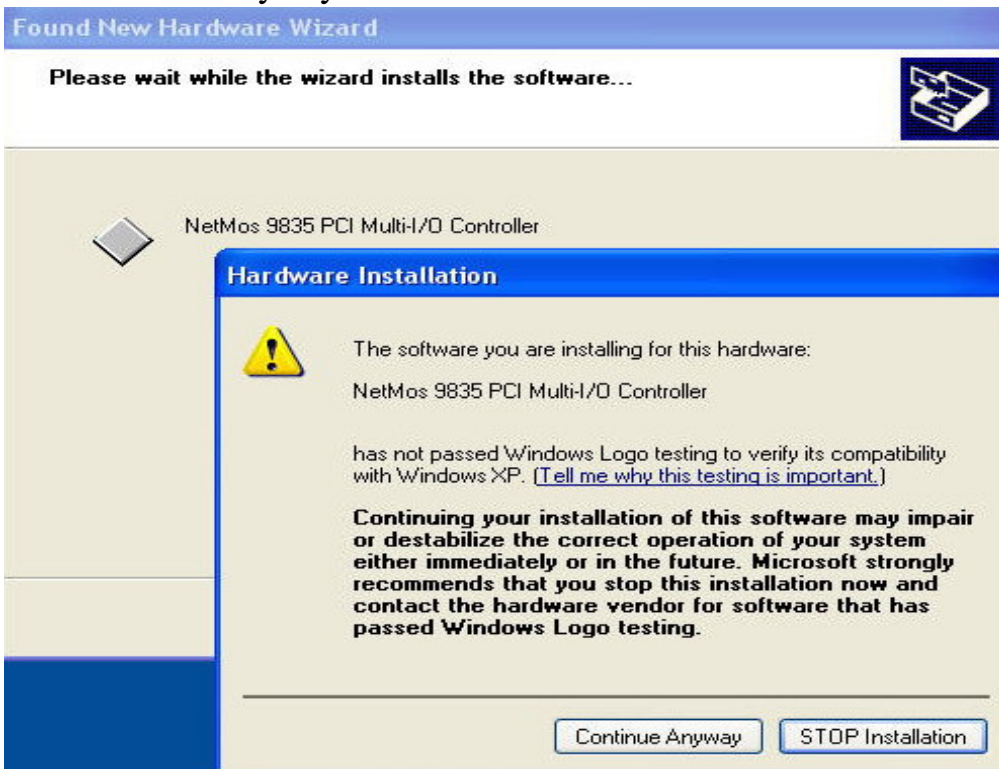 Found New Hardware Wizard
Please wait while the wizard installs the software...
NetMos 9835 PCI Multi-I/O Controller
Hardware Installation
The software you are installing for this hardware:
NetMos 9835 PCI Multi-I/O Controller
has not passed Windows Logo testing to verify its compatibility
with Windows XP. (Tell me why this testing is important.)
Continuing your installation of this software may impair
or destabilize the correct operation of your system
either immediately or in the future. Microsoft strongly
recommends that you stop this installation now and
contact the hardware vendor for software that has
passed Windows Logo testing.
Continue Anyway
STOP Installation